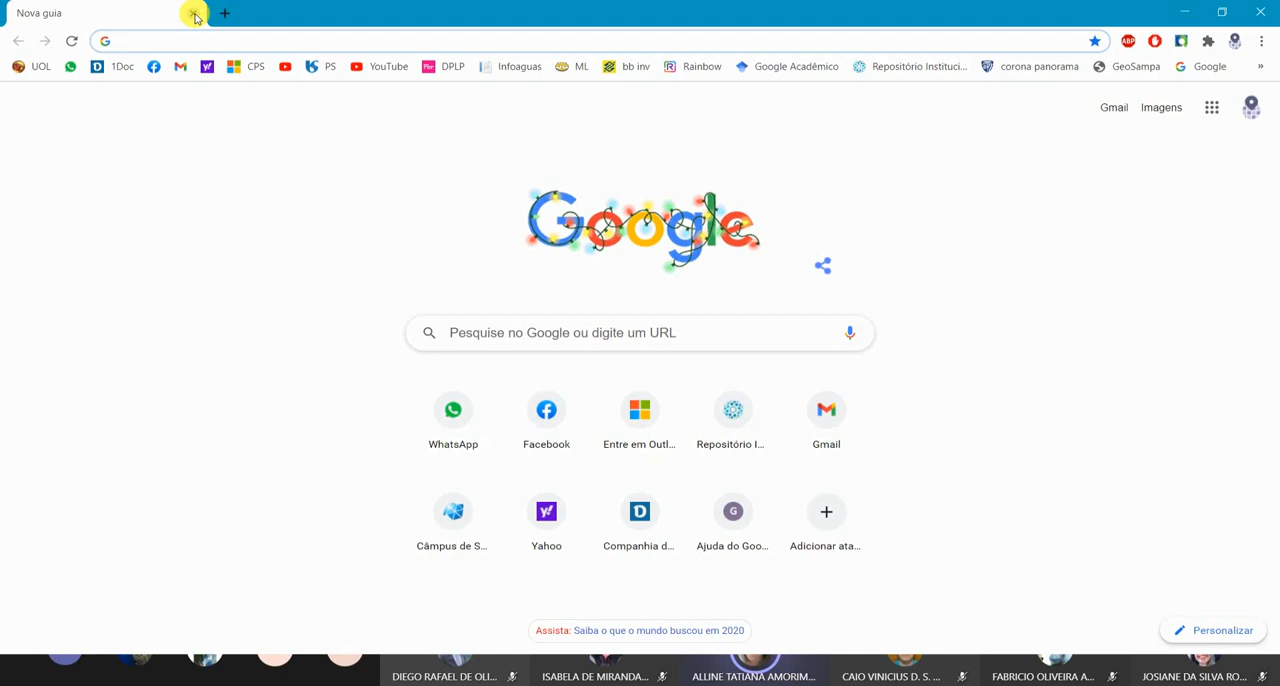 Nova guia
UOL 1Doc CPS PS YouTube DPLP Infoaguas ML bb inv Rainbow Google Acadêmico Repositório Instituci... corona panorama GeoSampa Google »
Gmail Imagens
Google
Pesquise no Google ou digite um URL
WhatsApp Facebook Entre em Outl... Repositório I... Gmail
Câmpus de S... Yahoo Companhia d... Ajuda do Goo... Adicionar ata...
Assista: Saiba o que o mundo buscou em 2020
Personalizar
DIEGO RAFAEL DE OLI... ISABELA DE MIRANDA... ALLINE TATIANA AMORIM... CAIO VINICIUS D. S. ... FABRICIO OLIVEIRA A... JOSIANE DA SILVA RO...